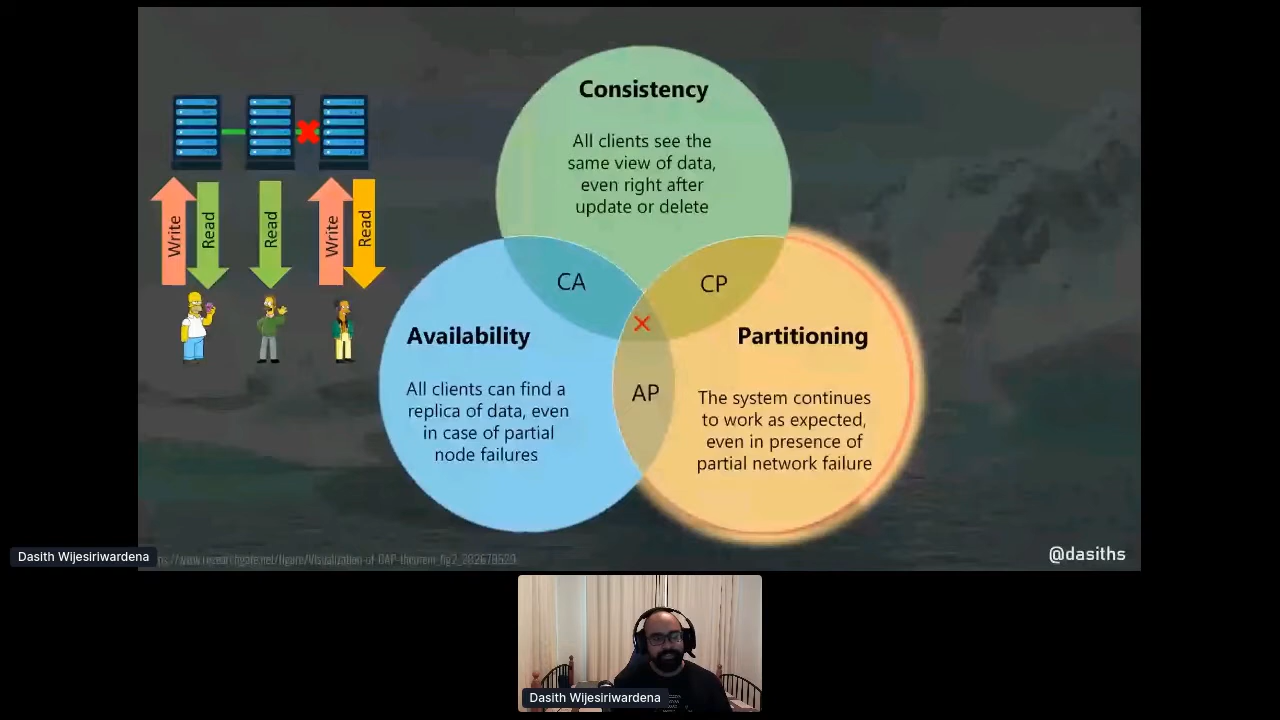 Consistency
All clients see the
same view of data,
even right after
update or delete
Write
Read
Read
Write
Read
CA
CP
Availability
All clients can find a
replica of data, even
in case of partial
node failures
AP
Partitioning
The system continues
to work as expected,
even in presence of
partial network failure
Dasith Wijesiriwardena
@dasiths
Dasith Wijesiriwardena